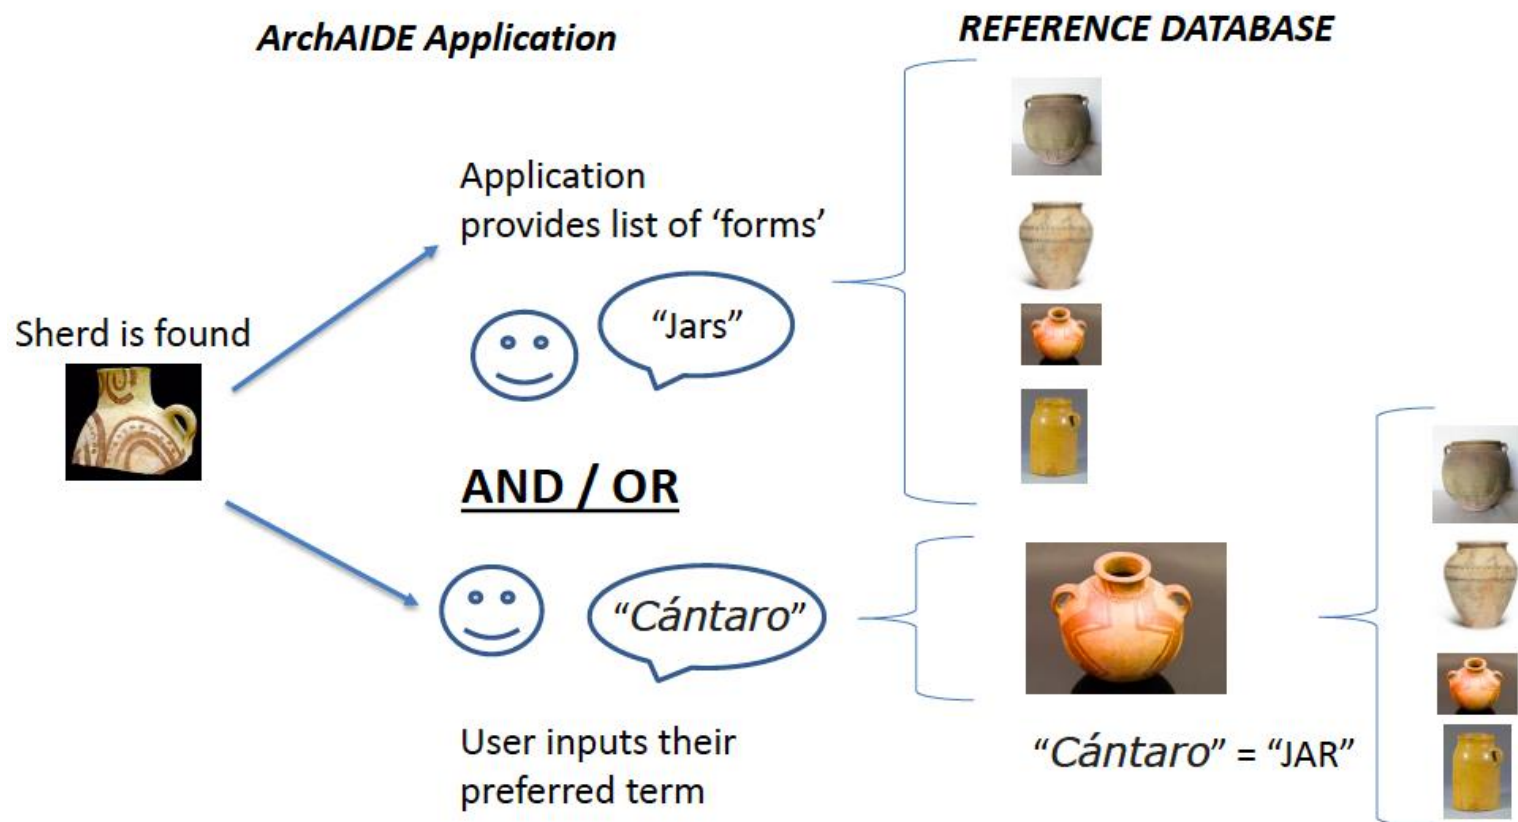 ArchAIDE Application
REFERENCE DATABASE
Application
provides list of ‘forms’
“Jars”
Sherd is found
AND / OR
“Cántaro”
User inputs their
preferred term
“Cántaro” = “JAR”